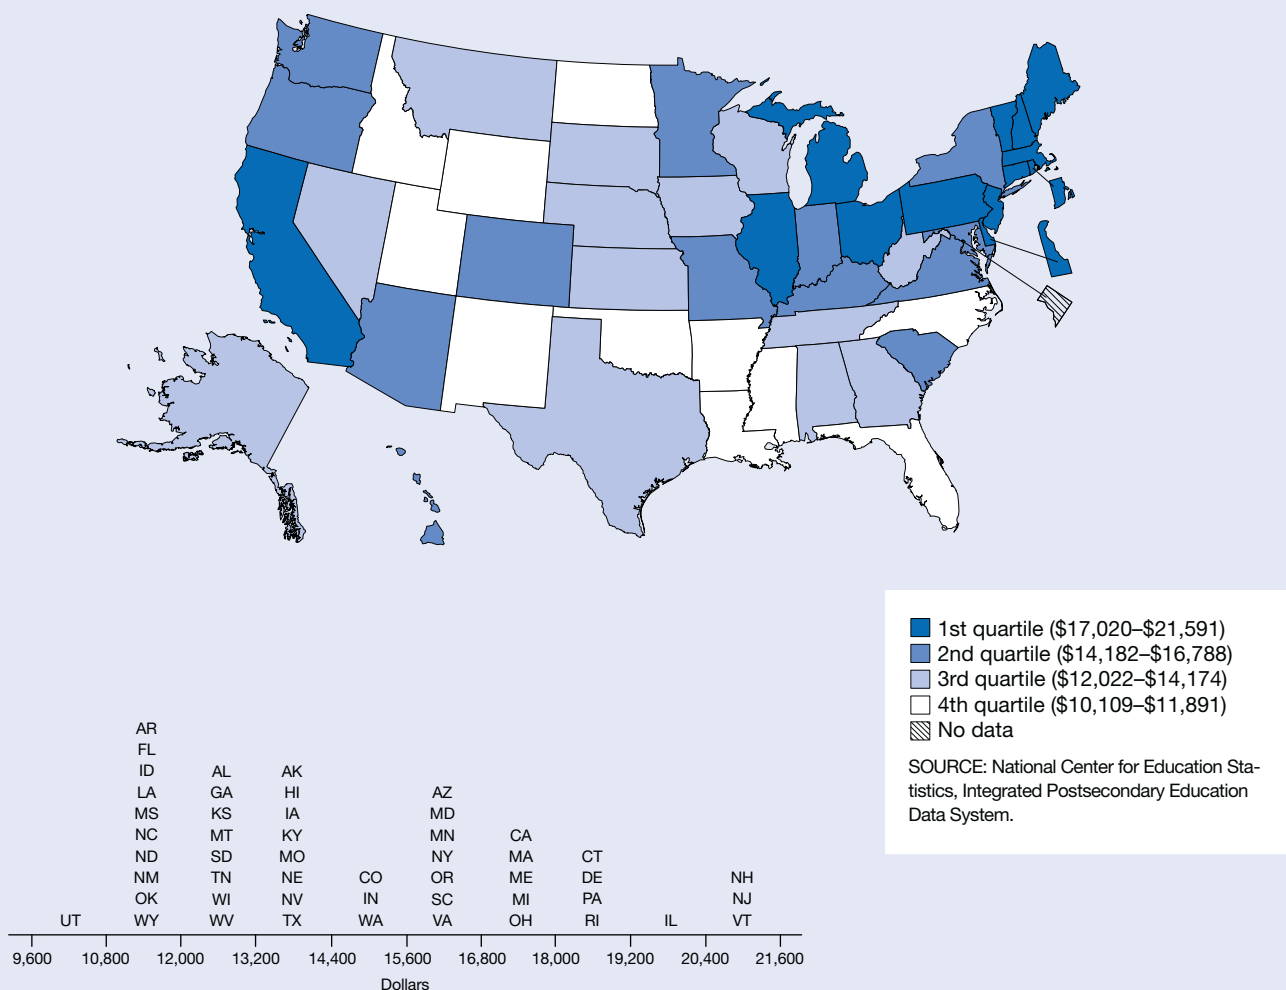 1st quartile ($17,020–$21,591)
2nd quartile ($14,182–$16,788)
3rd quartile ($12,022–$14,174)
4th quartile ($10,109–$11,891)
No data
SOURCE: National Center for Education Sta-
tistics, Integrated Postsecondary Education
Data System.
AR
FL
ID AL AK
LA GA HI AZ
MS KS IA MD
NC MT KY MN CA
ND SD MO NY MA CT
NM TN NE CO OR ME DE NH
OK WI NV IN SC MI PA NJ
UT WY WV TX WA VA OH RI IL VT
9,600 10,800 12,000 13,200 14,400 15,600 16,800 18,000 19,200 20,400 21,600
Dollars